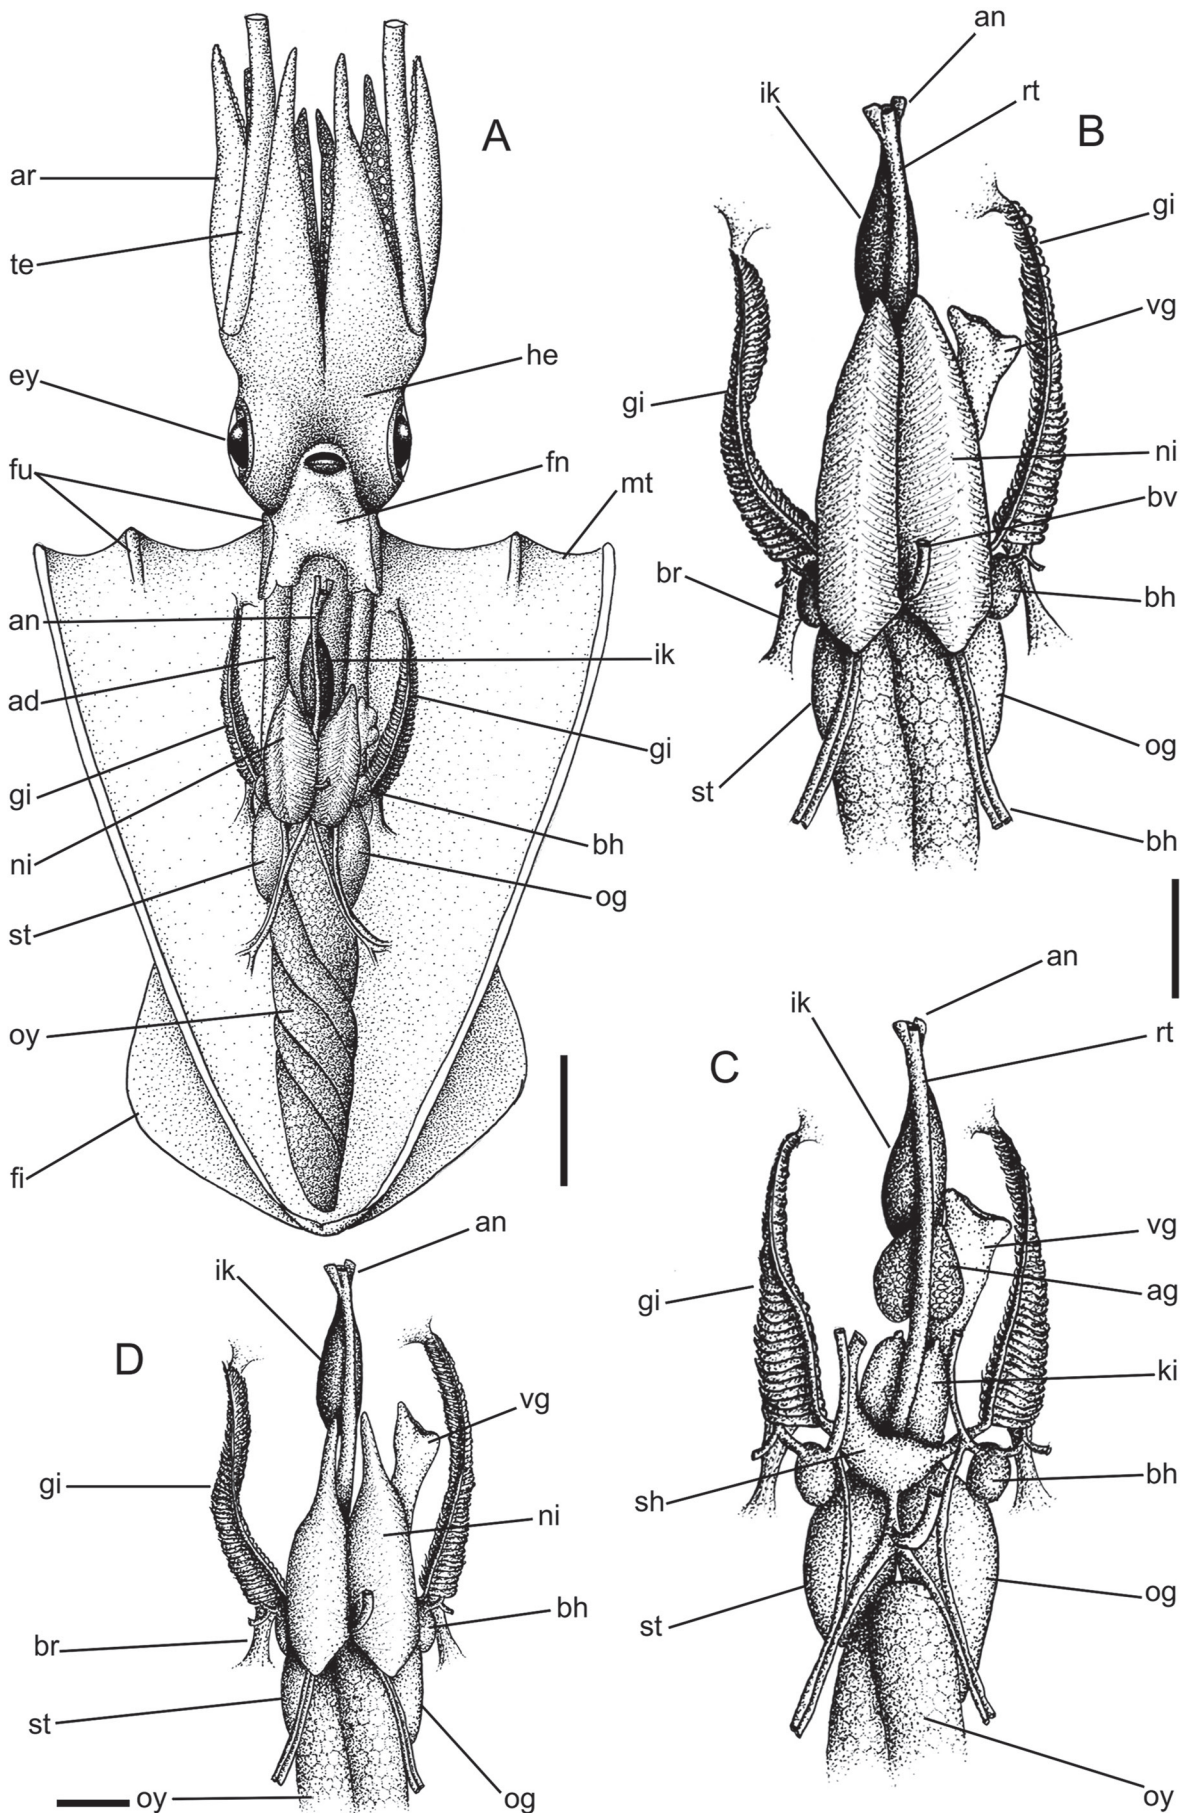 A
ar
te
ey
fu
he
fn
mt
an
ad
gi
ni
st
oy
fi
ik
gi
bh
og
B
an
ik
rt
gi
vg
gi
ni
bv
br
bh
st
og
bh
C
an
ik
rt
gi
vg
ag
ki
sh
bh
st
og
oy
D
an
ik
vg
gi
ni
br
bh
st
oy
og